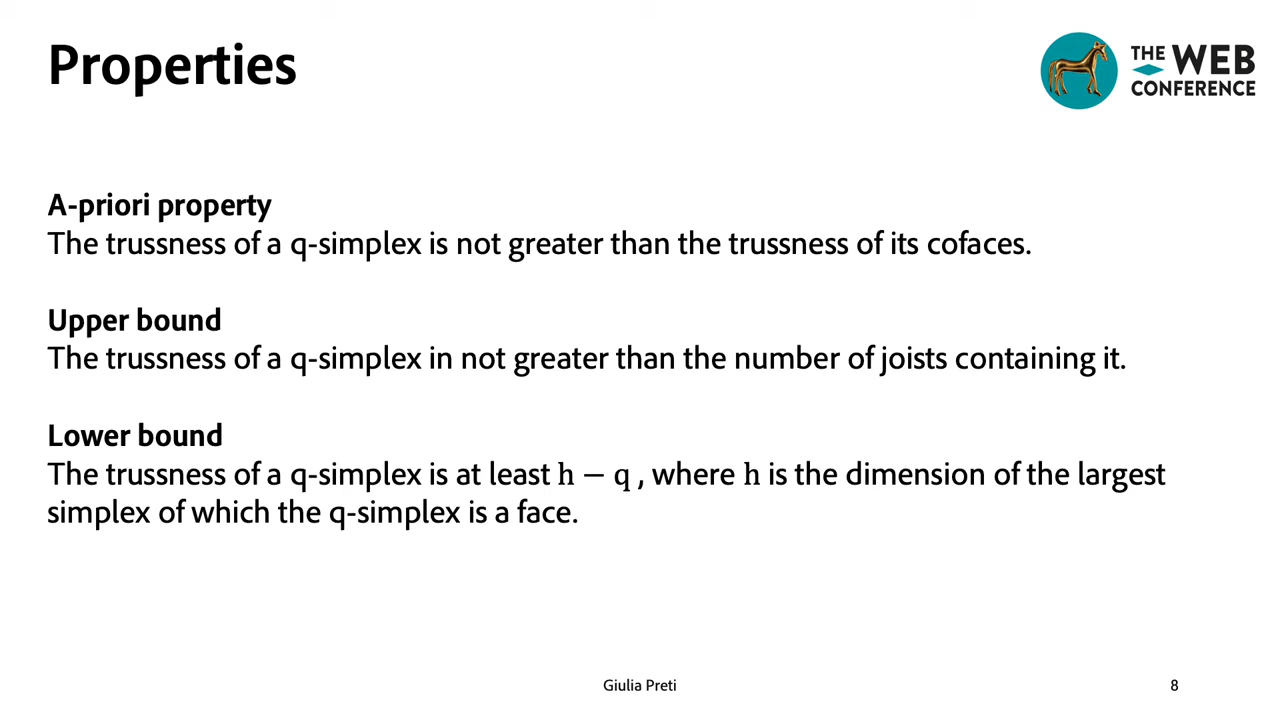 Properties
THE WEB
CONFERENCE
A-priori property
The trussness of a q-simplex is not greater than the trussness of its cofaces.
Upper bound
The trussness of a q-simplex in not greater than the number of joists containing it.
Lower bound
The trussness of a q-simplex is at least h − q , where h is the dimension of the largest
simplex of which the q-simplex is a face.
Giulia Preti
8